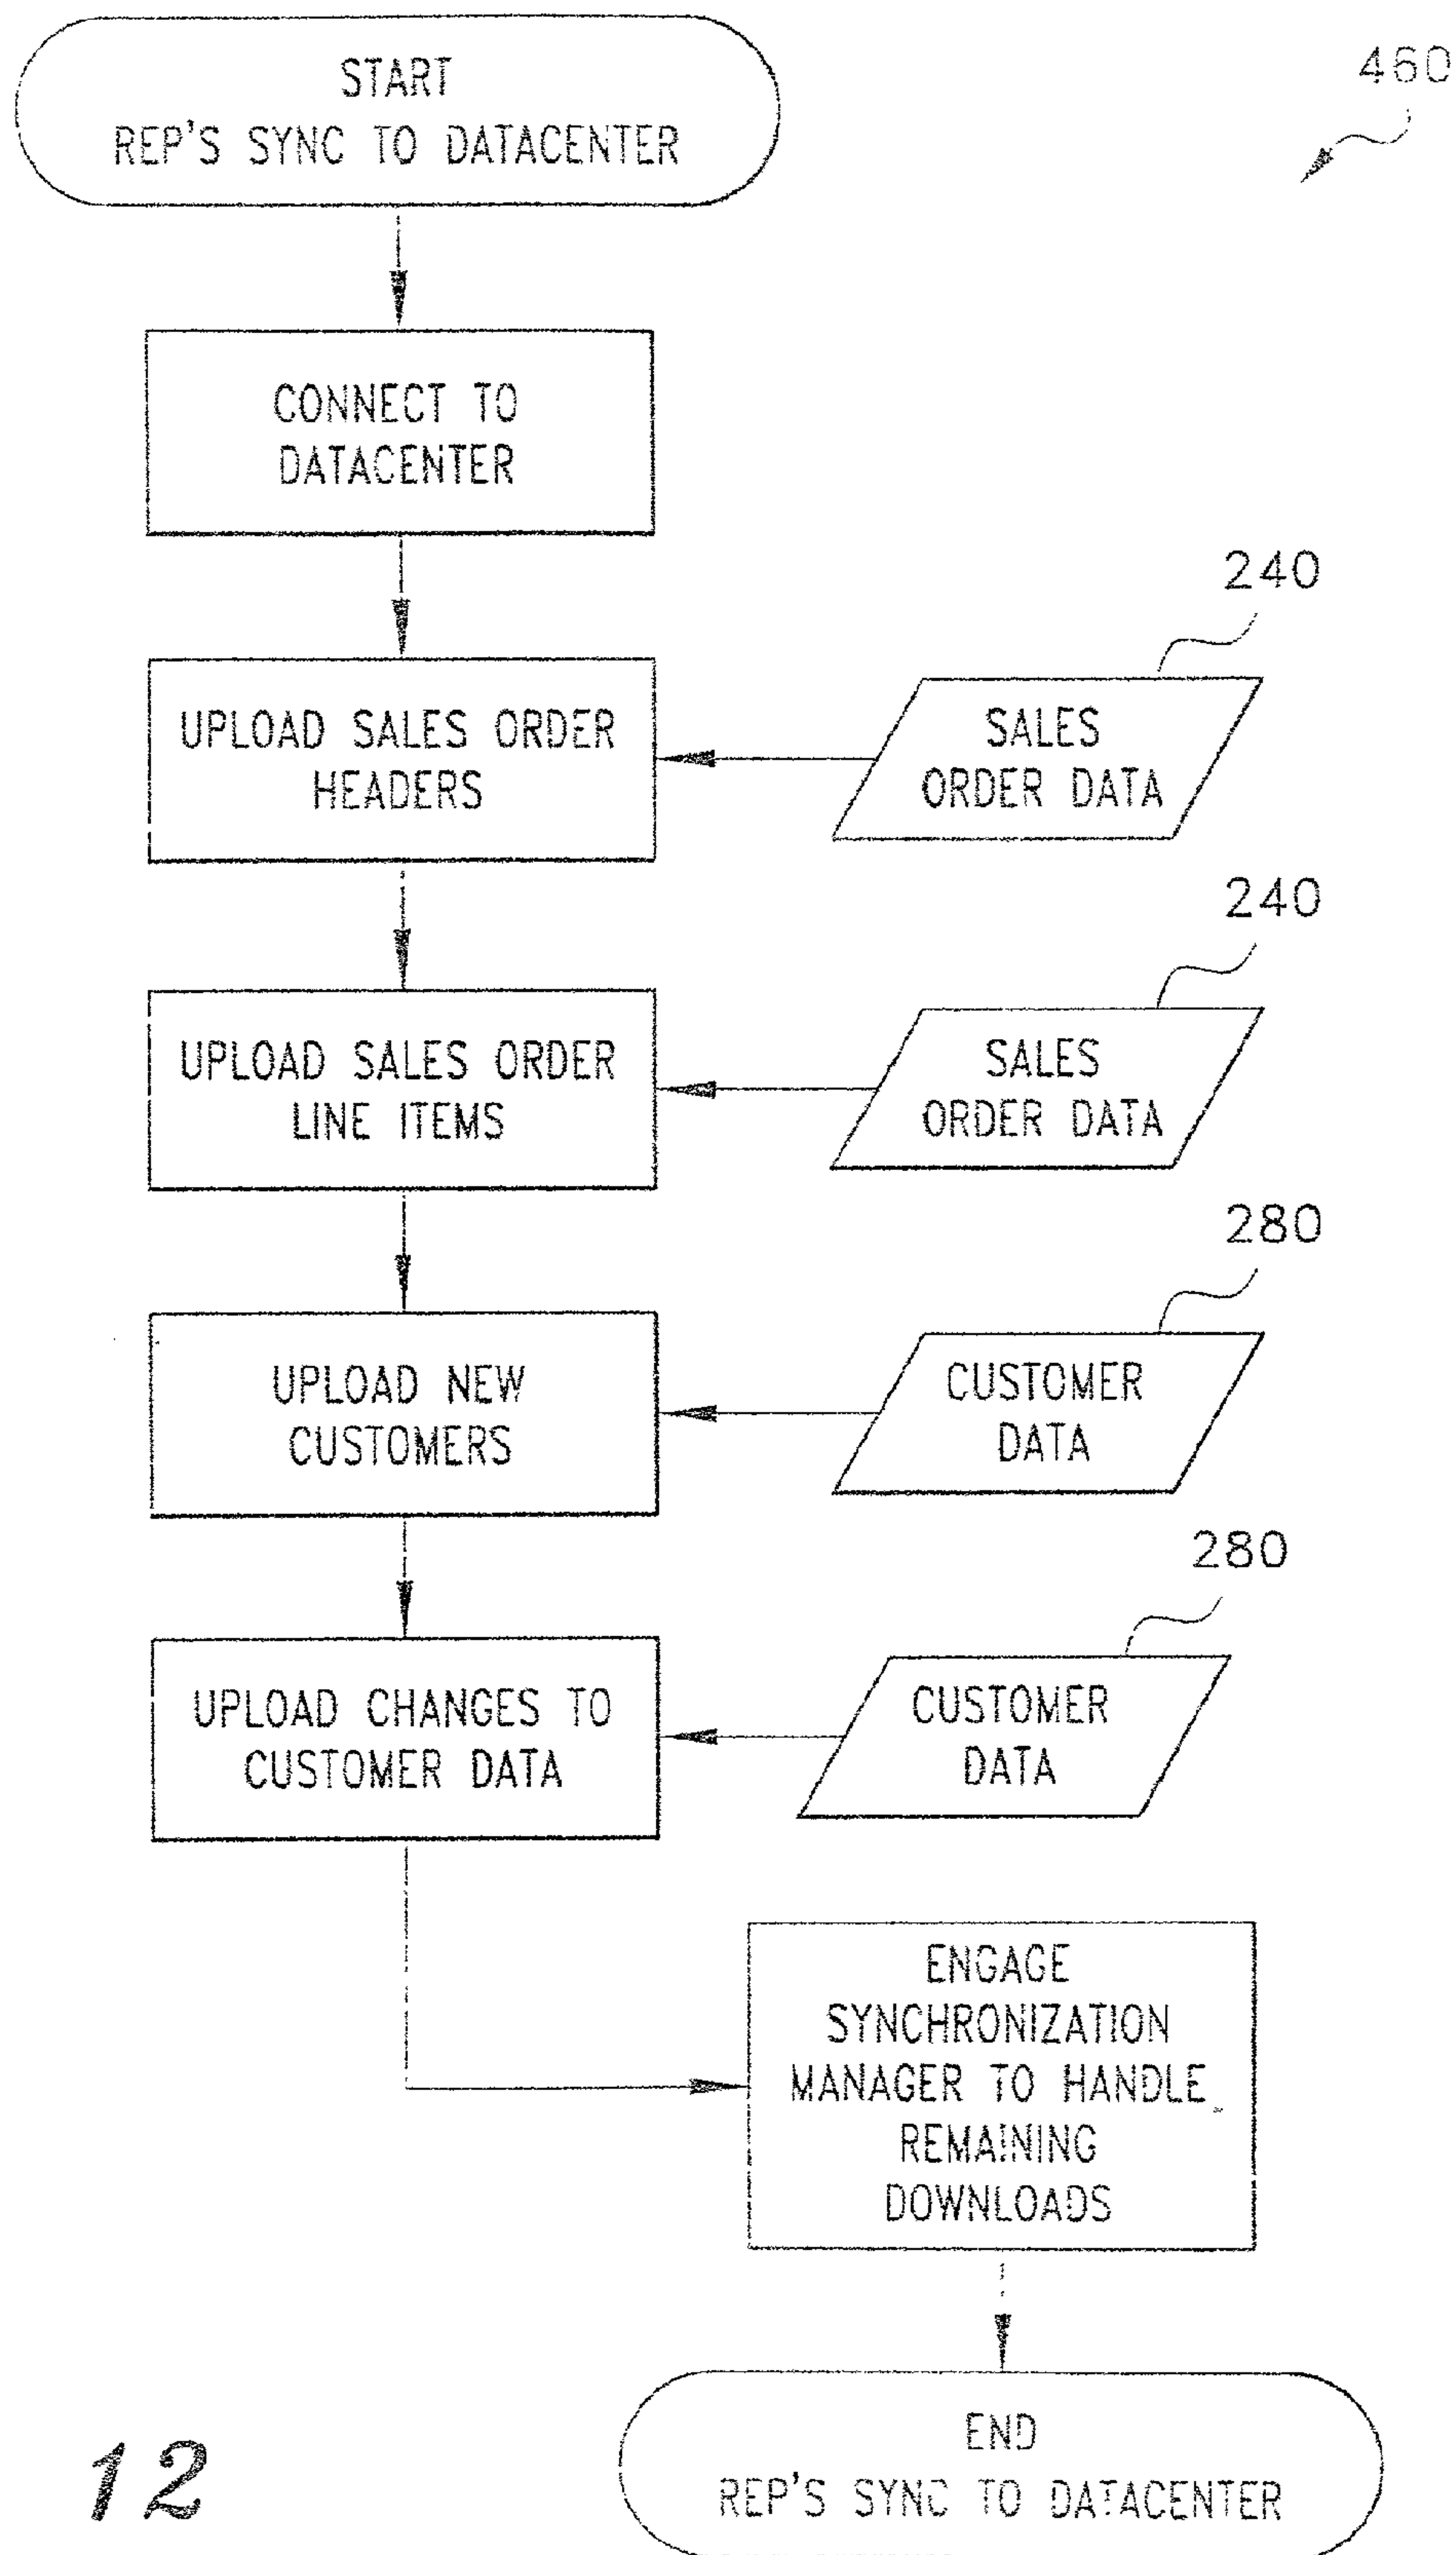 START
REP'S SYNC TO DATACENTER
460
CONNECT TO
DATACENTER
240
UPLOAD SALES ORDER
HEADERS
SALES
ORDER DATA
240
UPLOAD SALES ORDER
LINE ITEMS
SALES
ORDER DATA
280
UPLOAD NEW
CUSTOMERS
CUSTOMER
DATA
280
UPLOAD CHANGES TO
CUSTOMER DATA
CUSTOMER
DATA
ENGAGE
SYNCHRONIZATION
MANAGER TO HANDLE
REMAINING
DOWNLOADS
END
REP'S SYNC TO DATACENTER
12